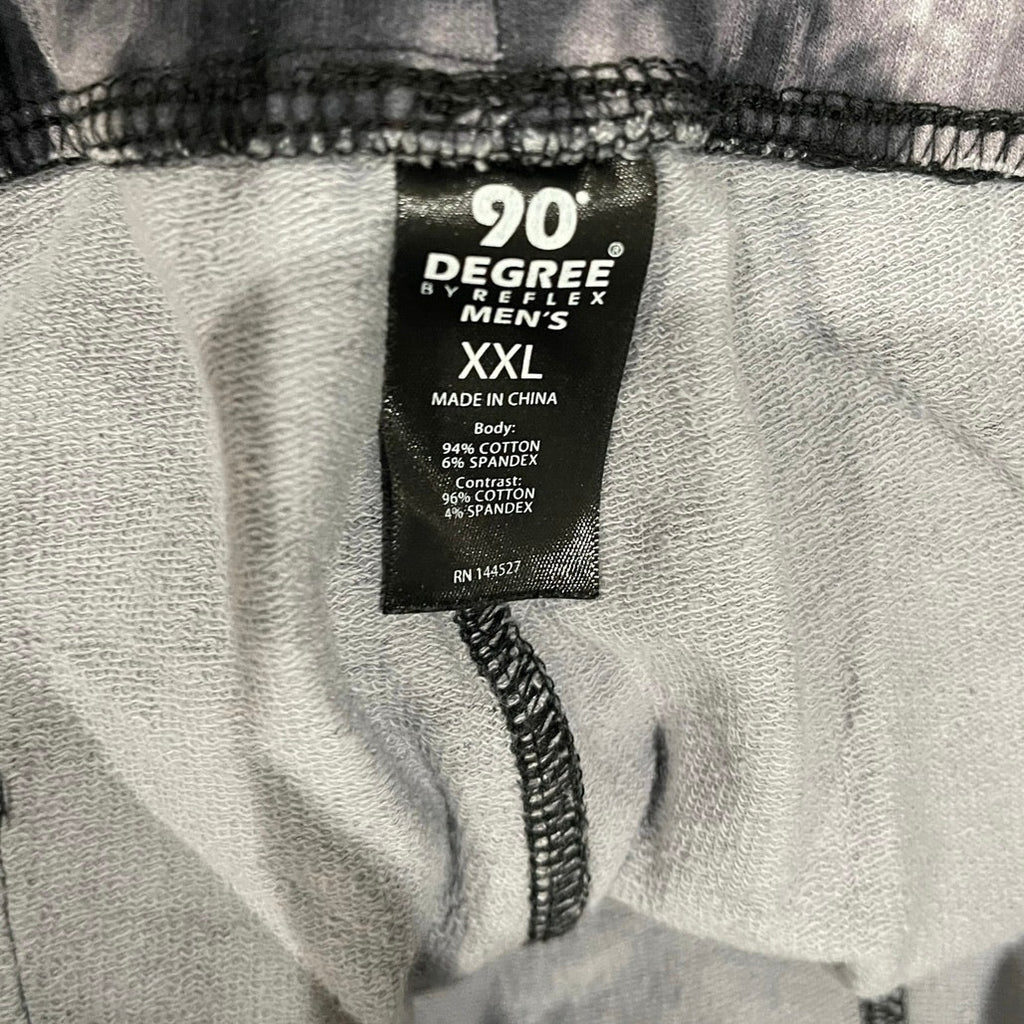 90°
DEGREE®
BY REFLEX
MEN'S
XXL
MADE IN CHINA
Body:
94% COTTON
6% SPANDEX
Contrast:
96% COTTON
4% SPANDEX
RN 144527